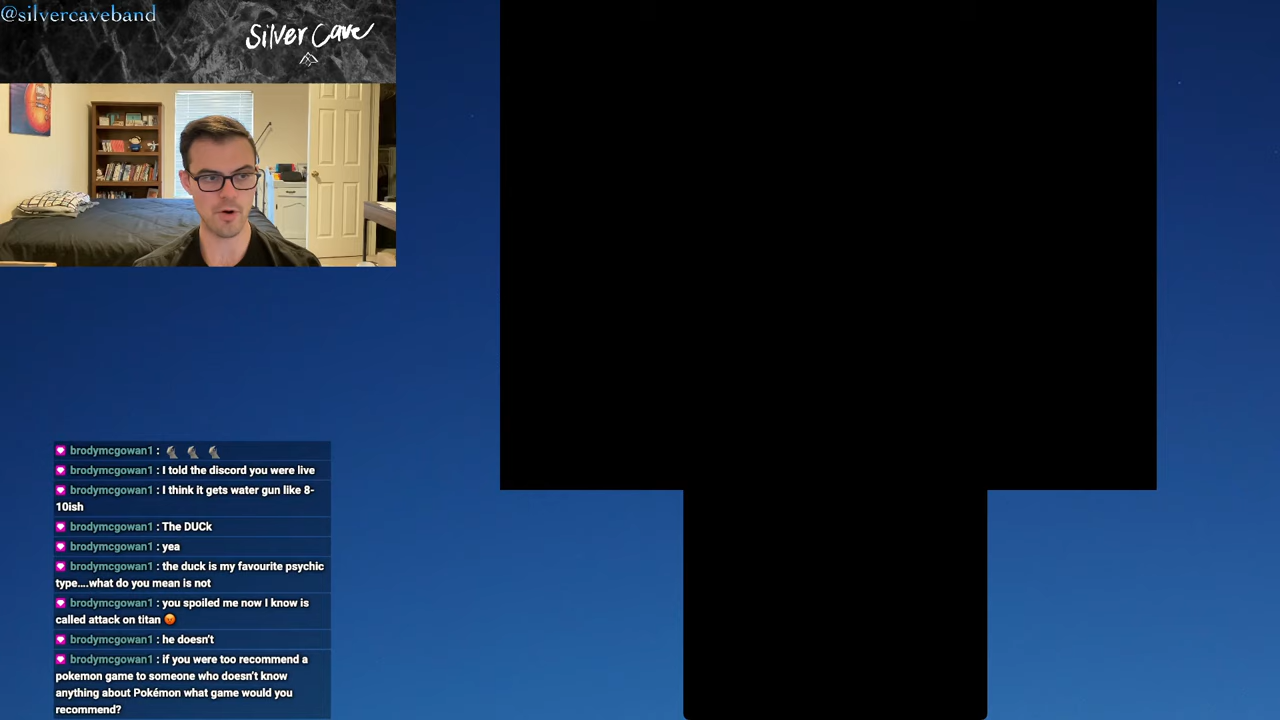 @silvercaveband
Silver Cave
brodymcgowan1 :
brodymcgowan1 : I told the discord you were live
brodymcgowan1 : I think it gets water gun like 8-
10ish
brodymcgowan1 : The DUCk
brodymcgowan1 : yea
brodymcgowan1 : the duck is my favourite psychic
type....what do you mean is not
brodymcgowan1 : you spoiled me now I know is
called attack on titan 😡
brodymcgowan1 : he doesn't
brodymcgowan1 : if you were too recommend a
pokemon game to someone who doesn't know
anything about Pokémon what game would you
recommend?